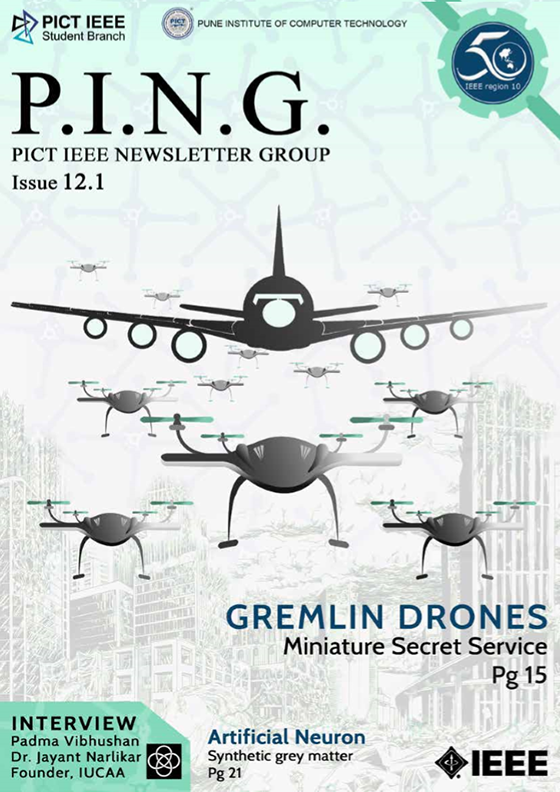 PICT IEEE
Student Branch
PICT
PUNE INSTITUTE OF COMPUTER TECHNOLOGY
50
IEEE region 10
P.I.N.G.
PICT IEEE NEWSLETTER GROUP
Issue 12.1
GREMLIN DRONES
Miniature Secret Service
Pg 15
INTERVIEW
Padma Vibhushan
Dr. Jayant Narlikar
Founder, IUCAA
Artificial Neuron
Synthetic grey matter
Pg 21
IEEE